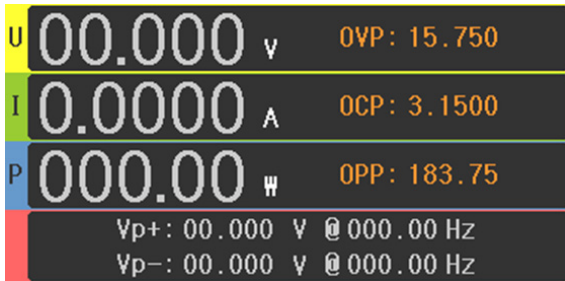 U 00.000 V OVP: 15.750
I 0.0000 A OCP: 3.1500
P 000.00 W OPP: 183.75
Vp+: 00.000 V @000.00 Hz
Vp-: 00.000 V @000.00 Hz